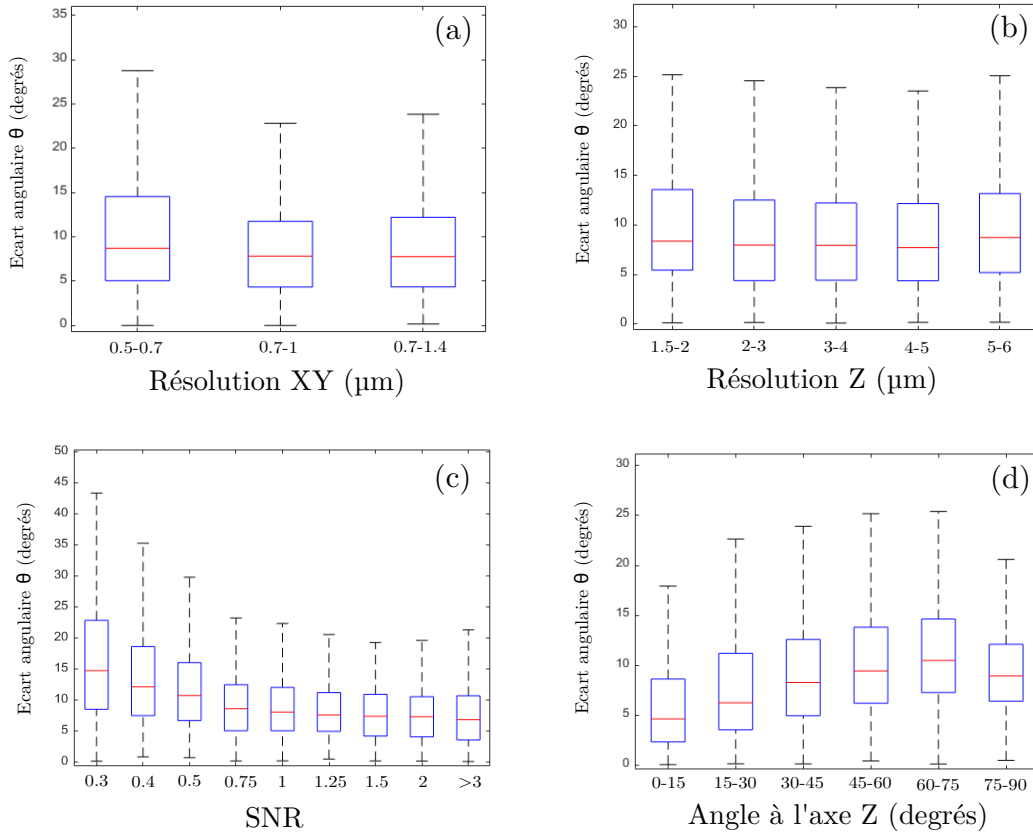 (a)
Ecart angulaire θ (degrés)
35
30
25
20
15
10
5
0
0.5-0.7 0.7-1 0.7-1.4
Résolution XY (µm)
(b)
Ecart angulaire θ (degrés)
30
25
20
15
10
5
0
1.5-2 2-3 3-4 4-5 5-6
Résolution Z (µm)
(c)
Ecart angulaire θ (degrés)
50
45
40
35
30
25
20
15
10
5
0
0.3 0.4 0.5 0.75 1 1.25 1.5 2 >3
SNR
(d)
Ecart angulaire θ (degrés)
30
25
20
15
10
5
0
0-15 15-30 30-45 45-60 60-75 75-90
Angle à l'axe Z (degrés)